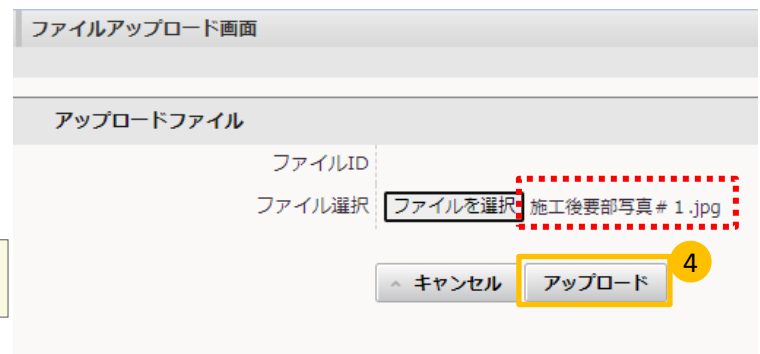 ファイルアップロード画面
アップロードファイル
ファイルID
ファイル選択 ファイルを選択 施工後要部写真#1.jpg
キャンセル アップロード 4